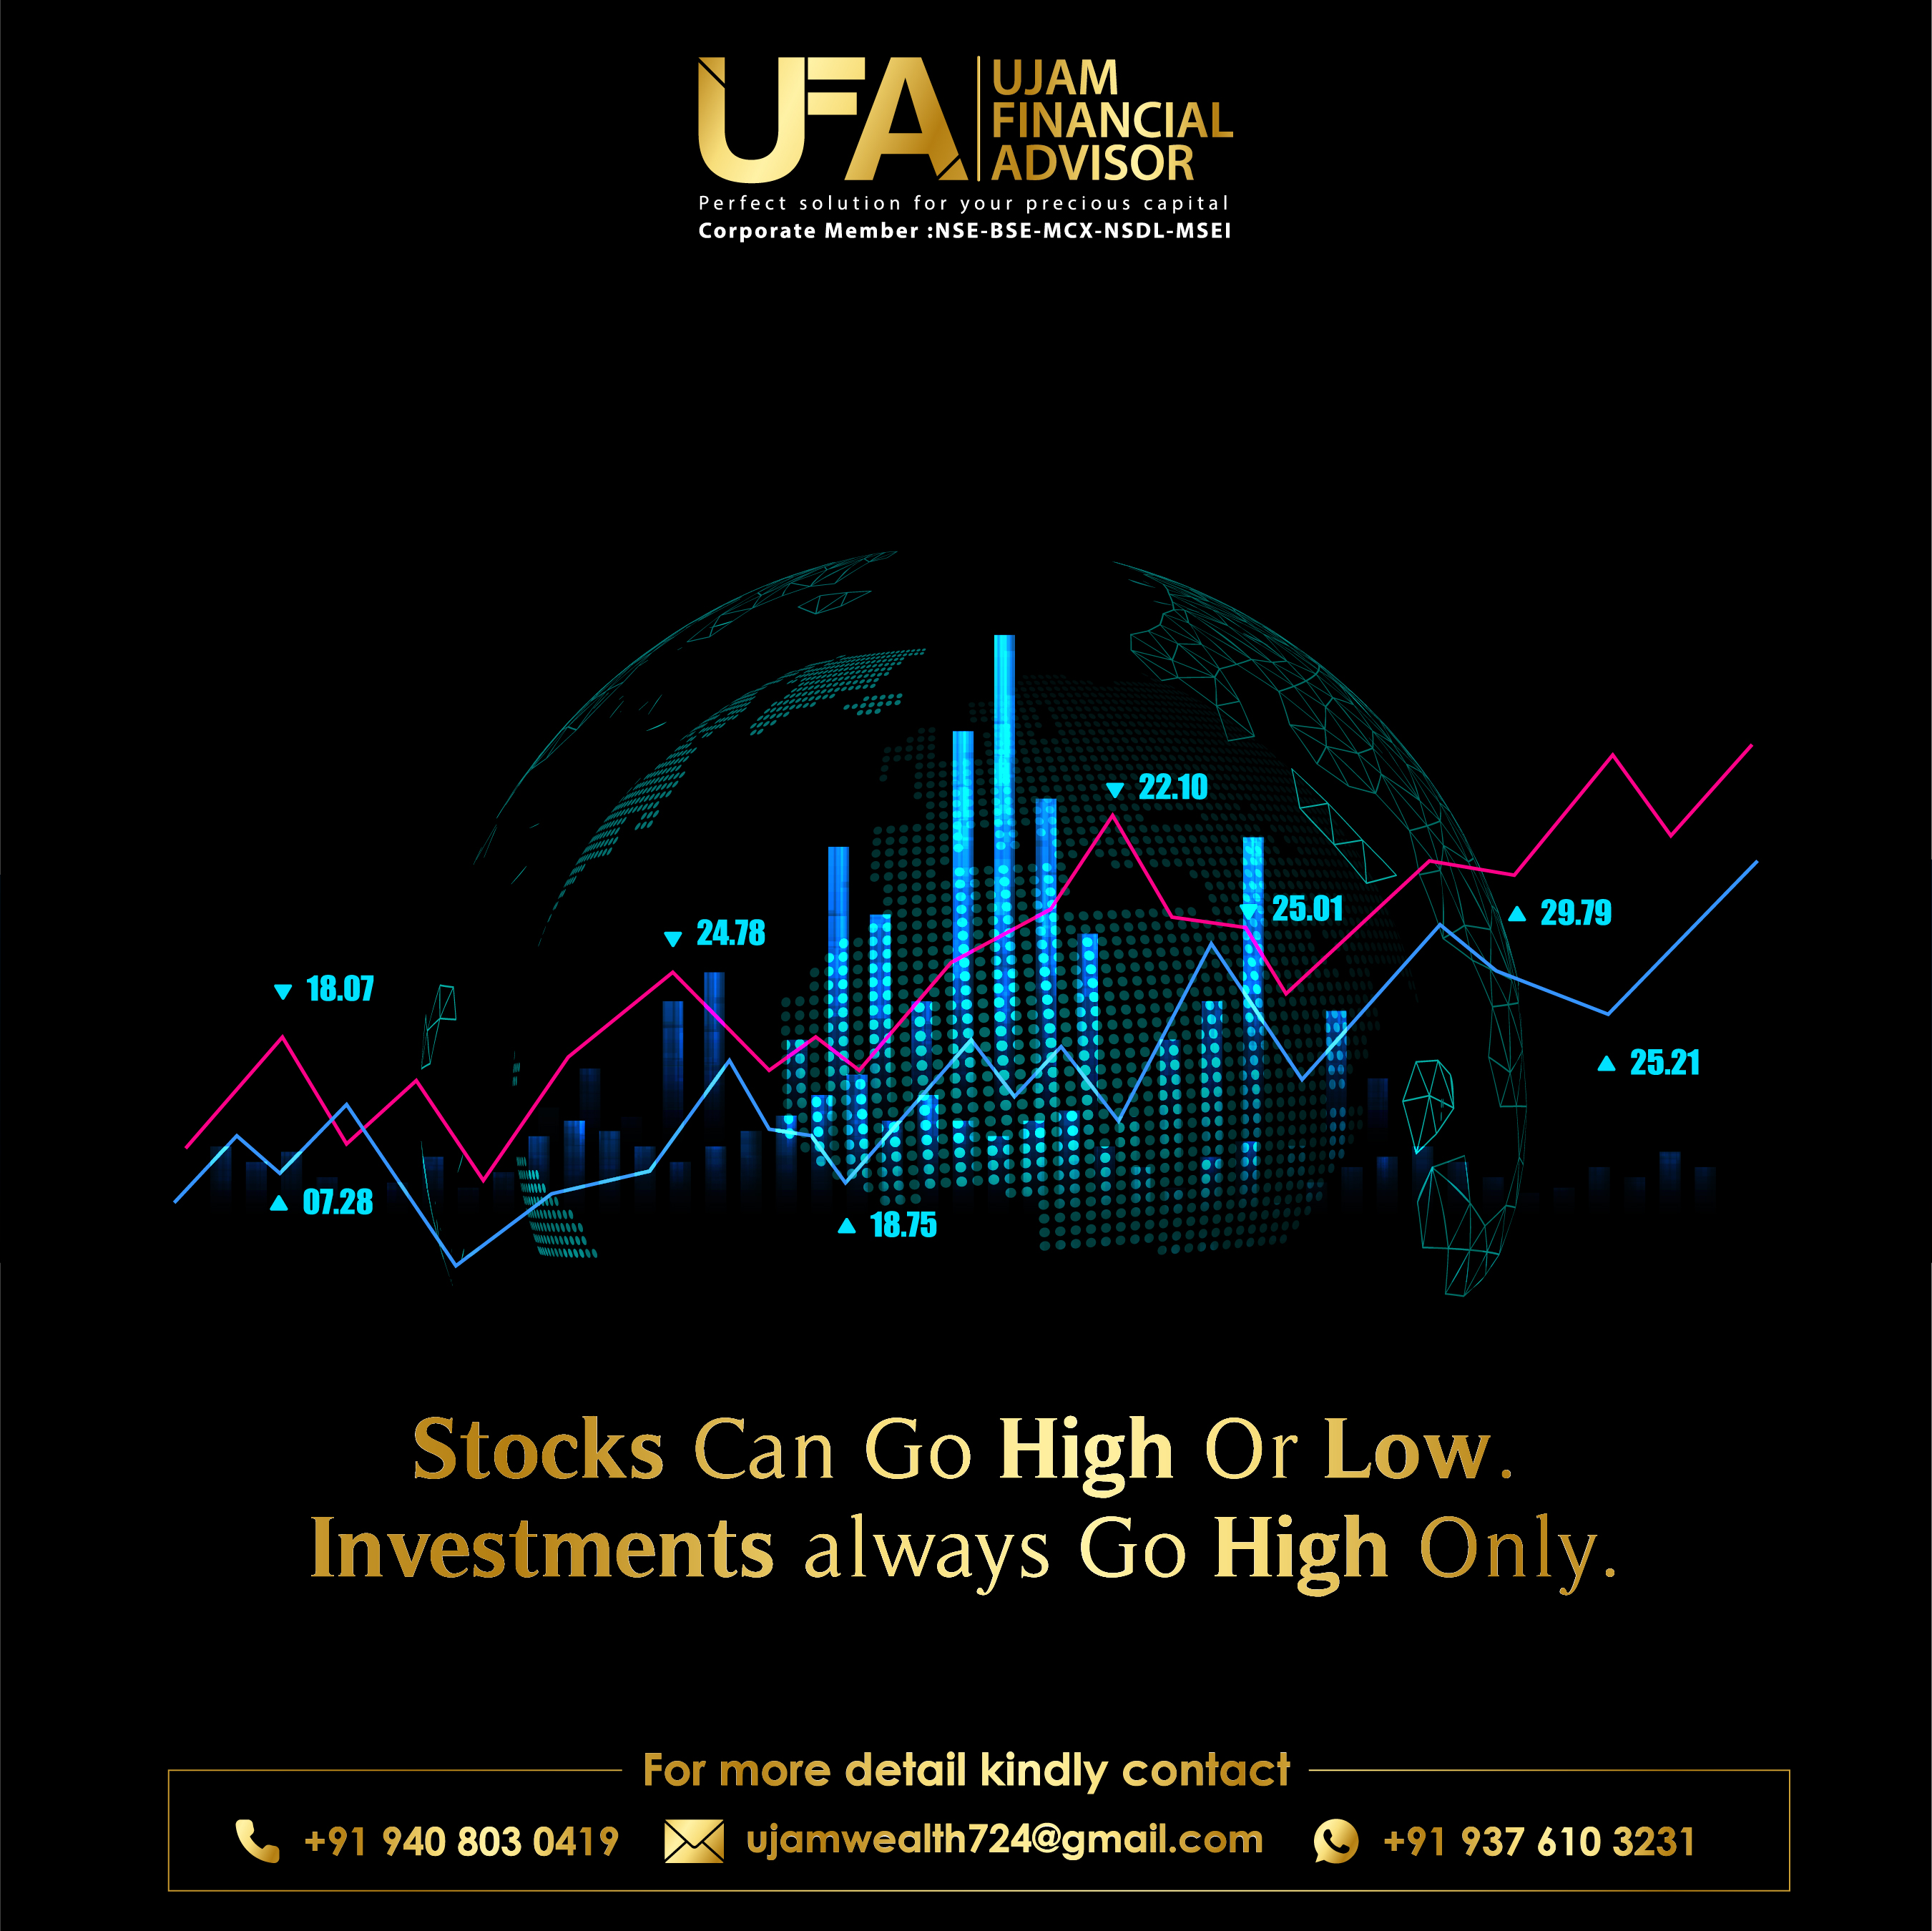 UFA
UJAM
FINANCIAL
ADVISOR
Perfect solution for your precious capital
Corporate Member :NSE-BSE-MCX-NSDL-MSEI
▼ 22.10
▼ 25.01
▲ 29.79
▼ 24.78
▼ 18.07
▲ 25.21
▲ 07.28
▲ 18.75
Stocks Can Go High Or Low.
Investments always Go High Only.
For more detail kindly contact
+91 940 803 0419
ujamwealth724@gmail.com
+91 937 610 3231